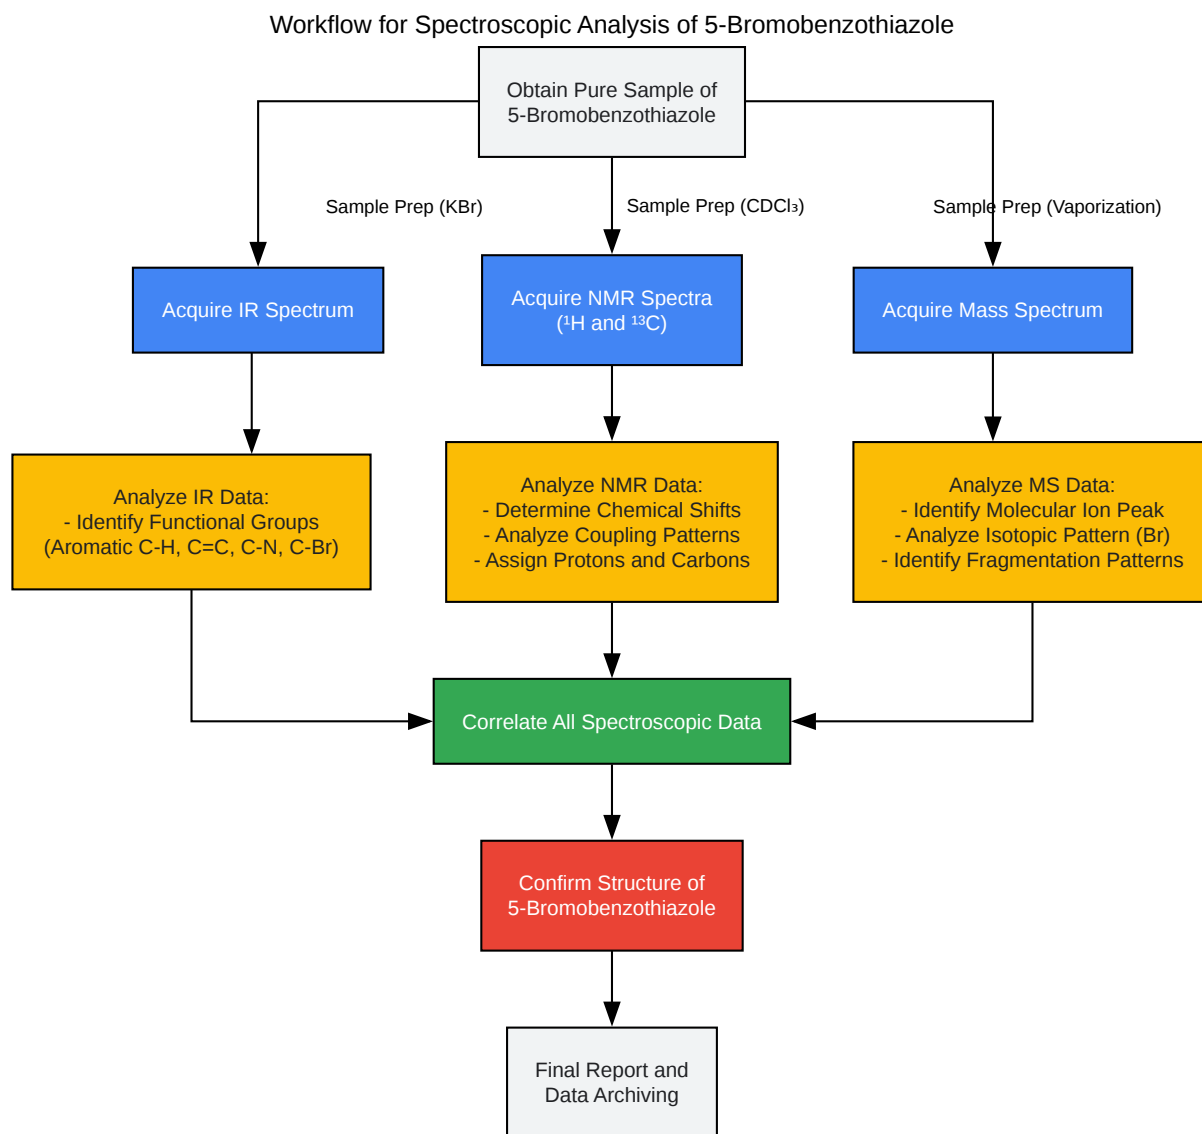 Workflow for Spectroscopic Analysis of 5-Bromobenzothiazole
Obtain Pure Sample of
5-Bromobenzothiazole
Sample Prep (KBr)
Sample Prep (CDCl₃)
Sample Prep (Vaporization)
Acquire IR Spectrum
Acquire NMR Spectra
(¹H and ¹³C)
Acquire Mass Spectrum
Analyze IR Data:
- Identify Functional Groups
(Aromatic C-H, C=C, C-N, C-Br)
Analyze NMR Data:
- Determine Chemical Shifts
- Analyze Coupling Patterns
- Assign Protons and Carbons
Analyze MS Data:
- Identify Molecular Ion Peak
- Analyze Isotopic Pattern (Br)
- Identify Fragmentation Patterns
Correlate All Spectroscopic Data
Confirm Structure of
5-Bromobenzothiazole
Final Report and
Data Archiving